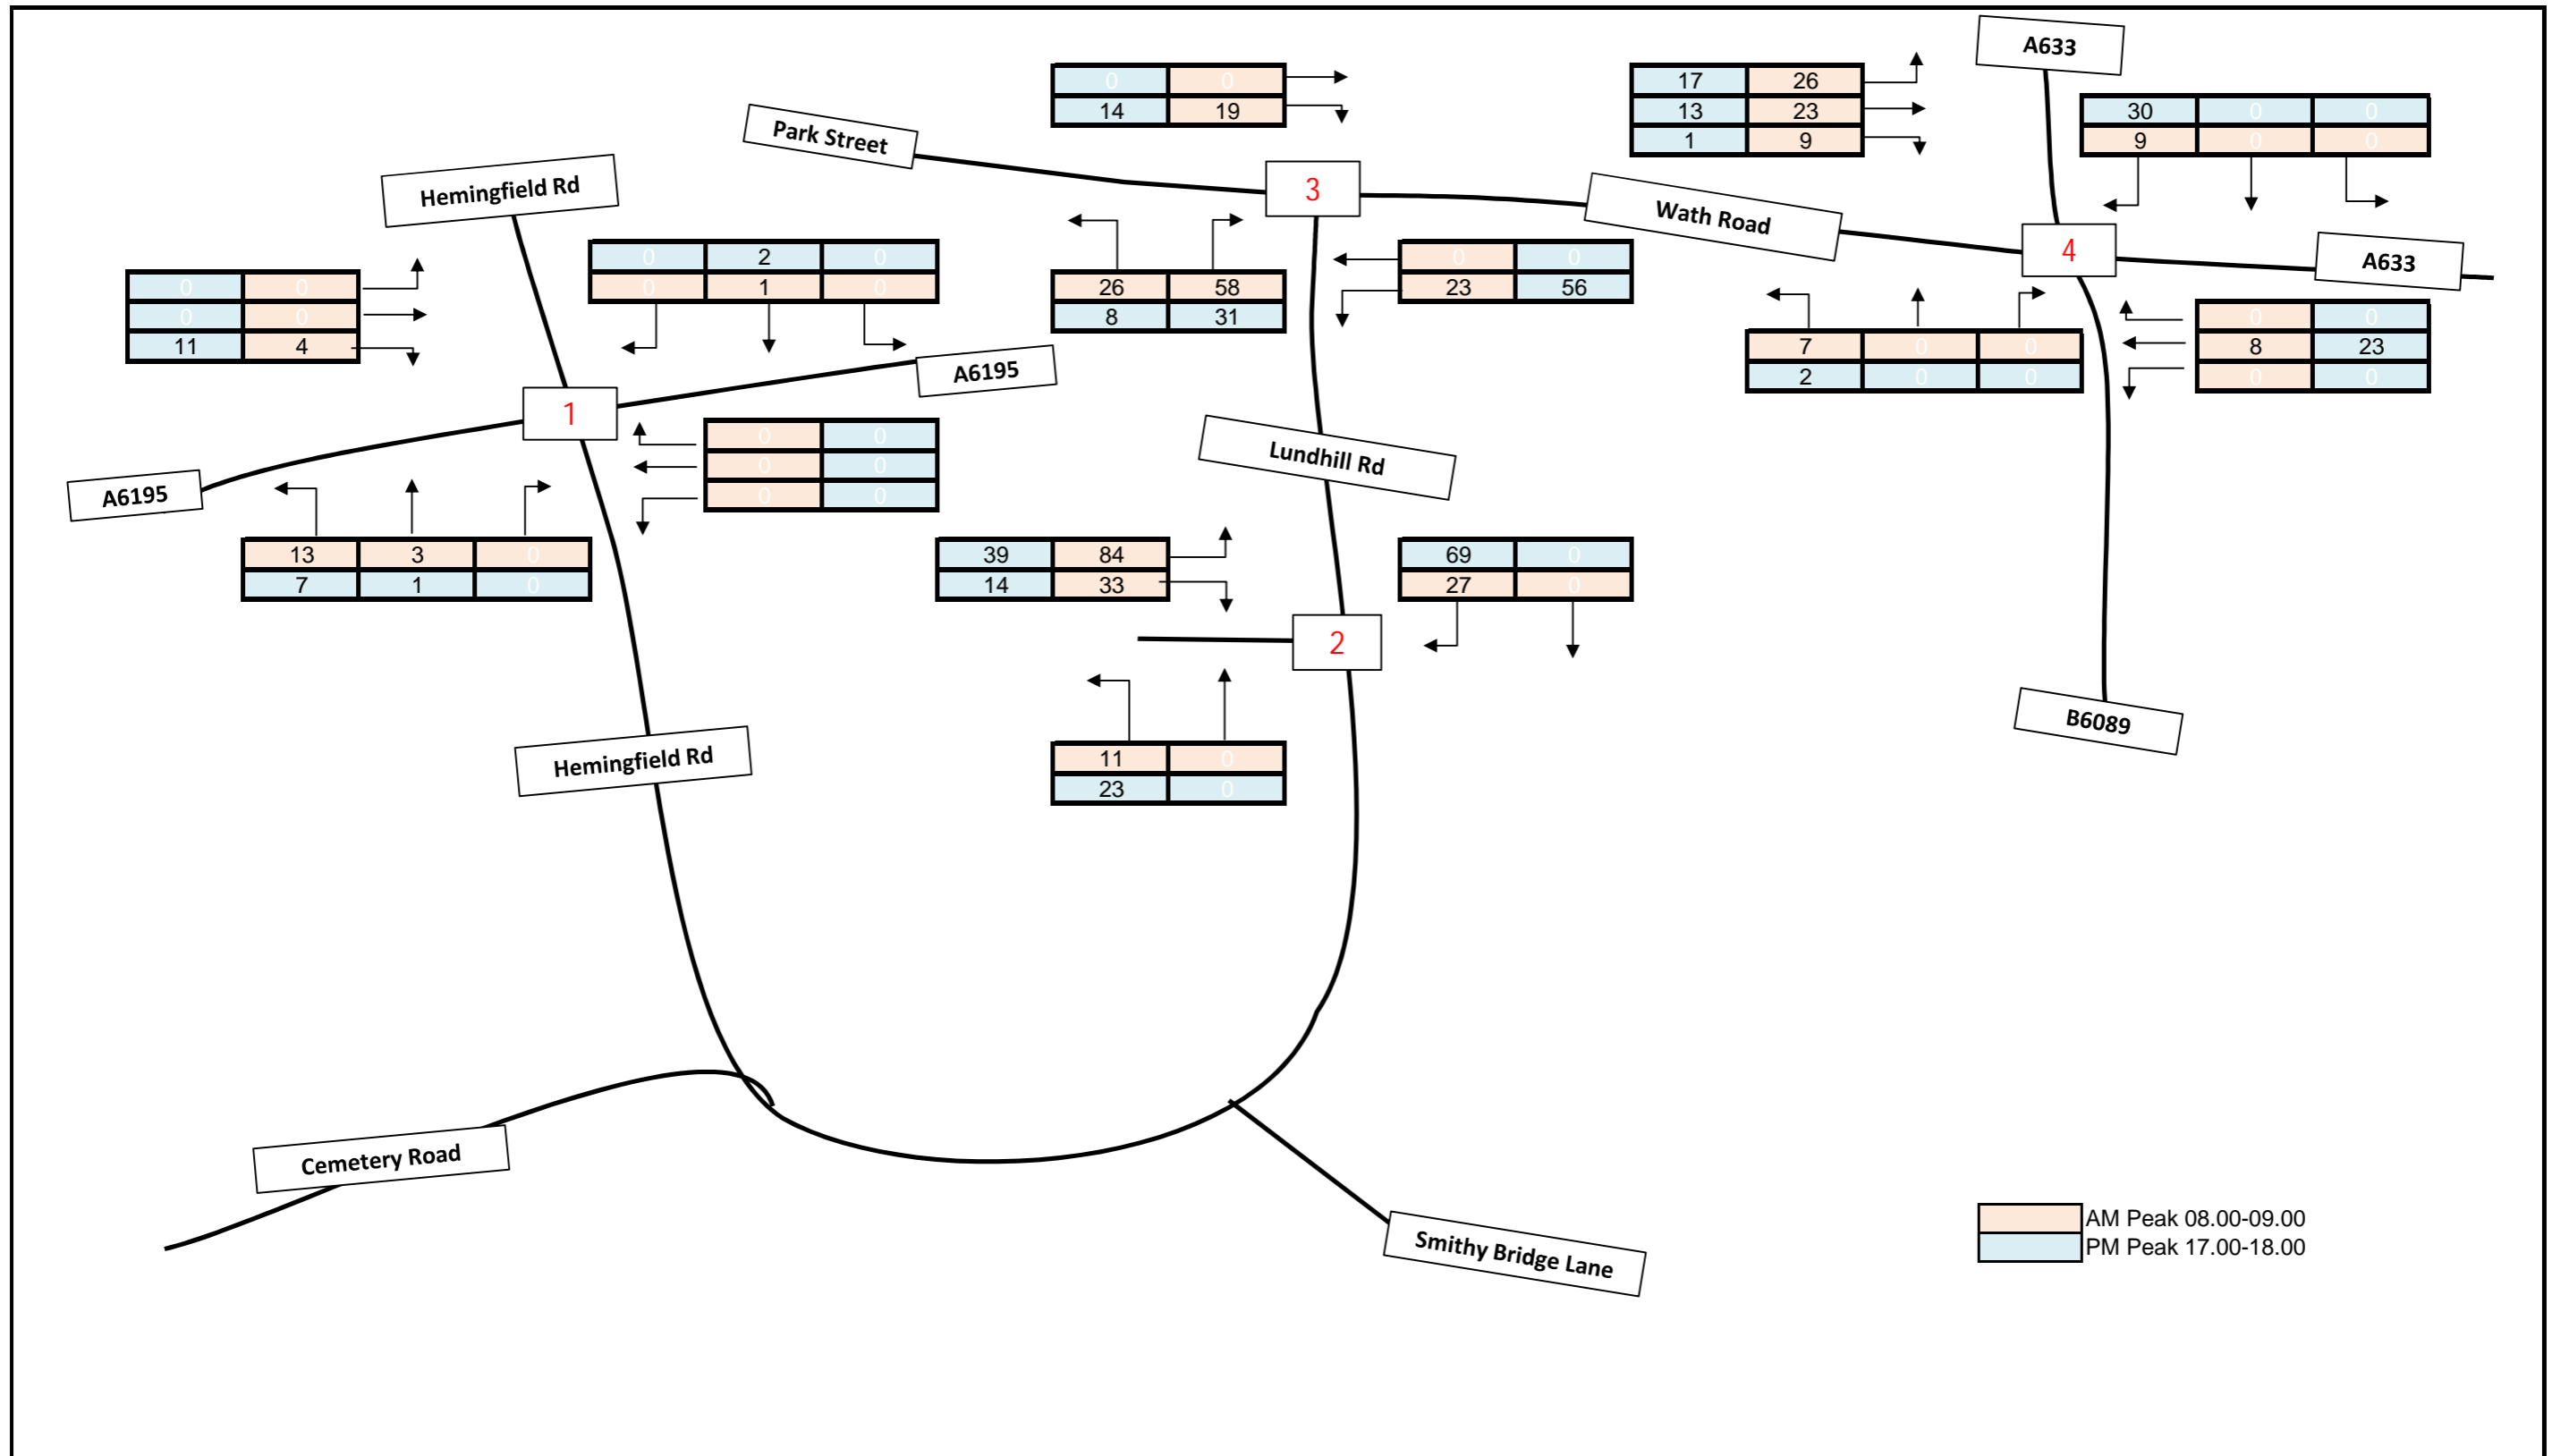 A633
0 0
14 19
17 26
13 23
1 9
30 0 0
9 0 0
Park Street
3
Hemingfield Rd
Wath Road
4
A633
0 2 0
0 1 0
0 0
0 0
11 4
26 58
8 31
0 0
23 56
7 0 0
2 0 0
0 0
8 23
0 0
A6195
1
0 0
0 0
0 0
Lundhill Rd
A6195
13 3 0
7 1 0
39 84
14 33
69 0
27 0
2
B6089
Hemingfield Rd
11 0
23 0
Cemetery Road
Smithy Bridge Lane
AM Peak 08.00-09.00
PM Peak 17.00-18.00